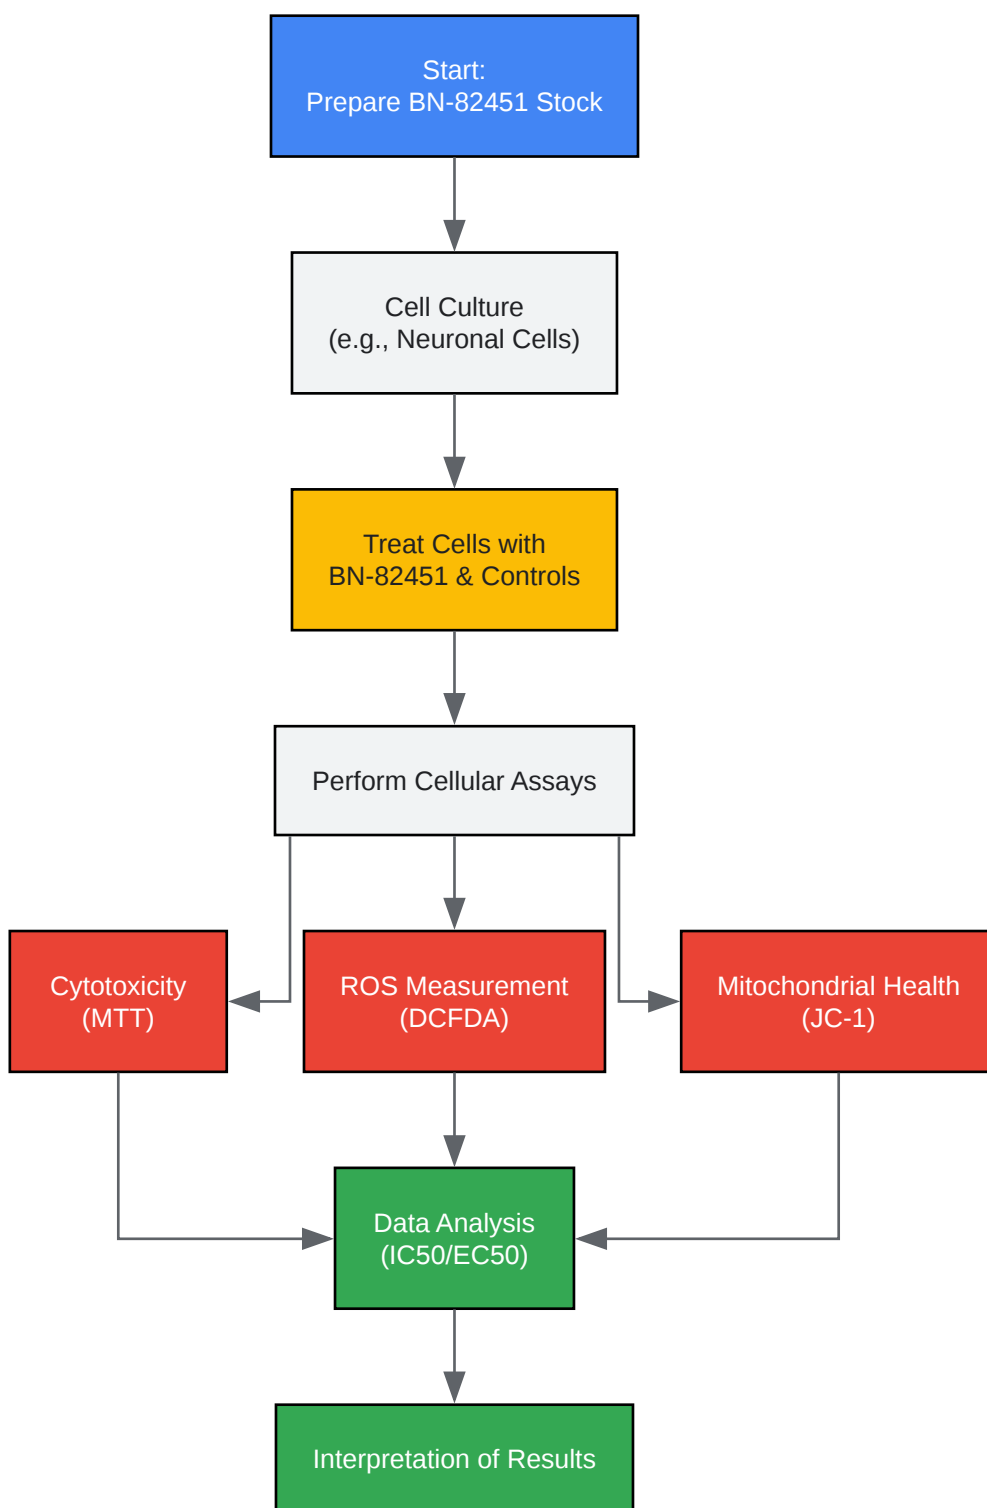 Start:
Prepare BN-82451 Stock
Cell Culture
(e.g., Neuronal Cells)
Treat Cells with
BN-82451 & Controls
Perform Cellular Assays
Cytotoxicity
(MTT)
ROS Measurement
(DCFDA)
Mitochondrial Health
(JC-1)
Data Analysis
(IC50/EC50)
Interpretation of Results